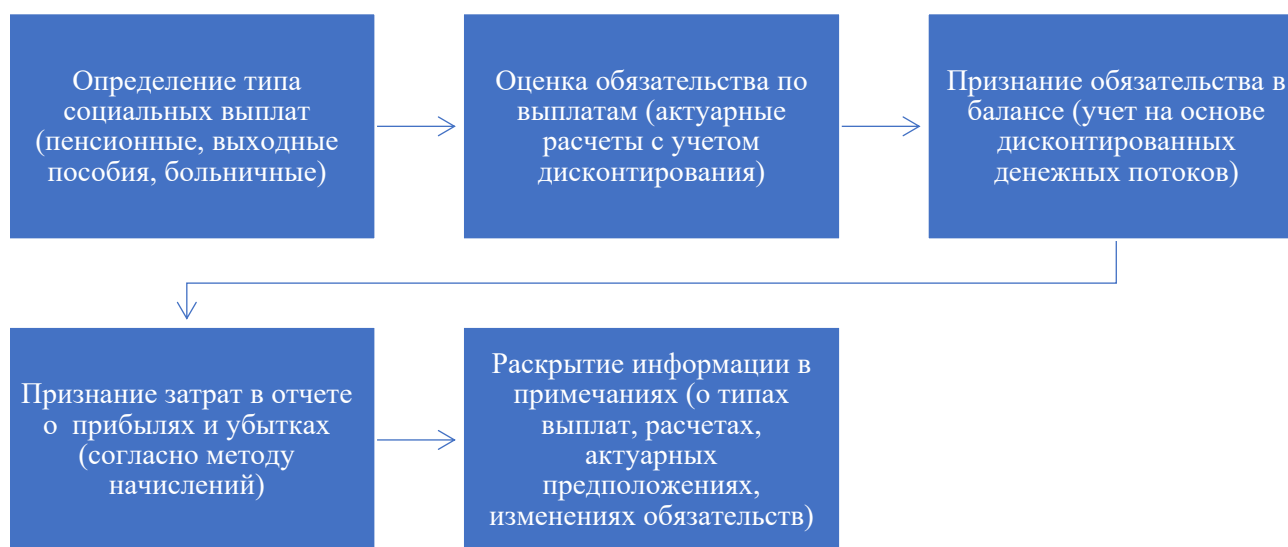 Определение типа
социальных выплат
(пенсионные, выходные
пособия, больничные)
Оценка обязательства по
выплатам (актуарные
расчеты с учетом
дисконтирования)
Признание обязательства в
балансе (учет на основе
дисконтированных
денежных потоков)
Признание затрат в отчете
о прибылях и убытках
(согласно методу
начислений)
Раскрытие информации в
примечаниях (о типах
выплат, расчетах,
актуарных
предположениях,
изменениях обязательств)